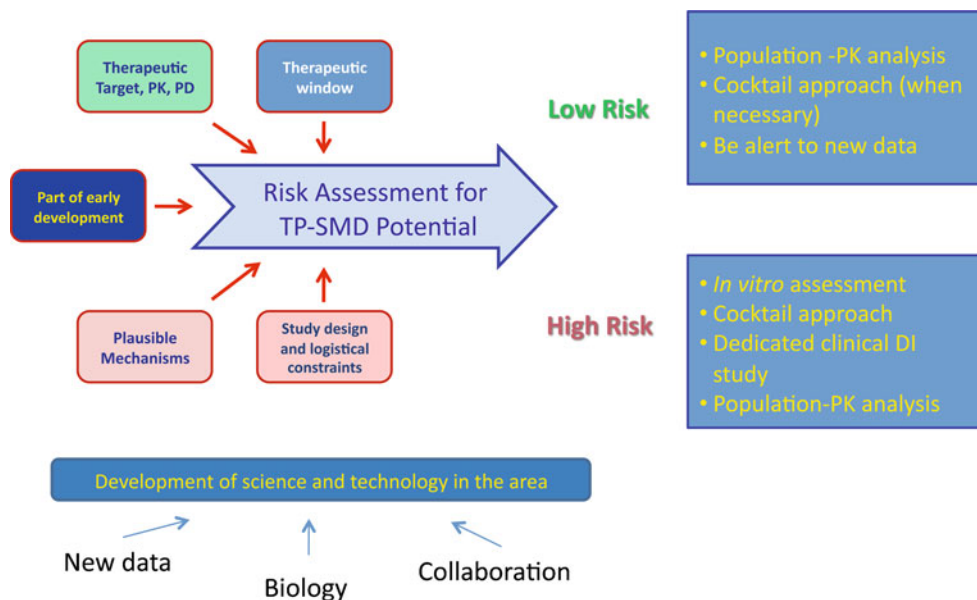 Therapeutic
Target, PK, PD
Therapeutic
window
Part of early
development
Risk Assessment for
TP-SMD Potential
Plausible
Mechanisms
Study design
and logistical
constraints
Low Risk
• Population -PK analysis
• Cocktail approach (when
necessary)
• Be alert to new data
High Risk
• In vitro assessment
• Cocktail approach
• Dedicated clinical DI
study
• Population-PK analysis
Development of science and technology in the area
New data
Biology
Collaboration